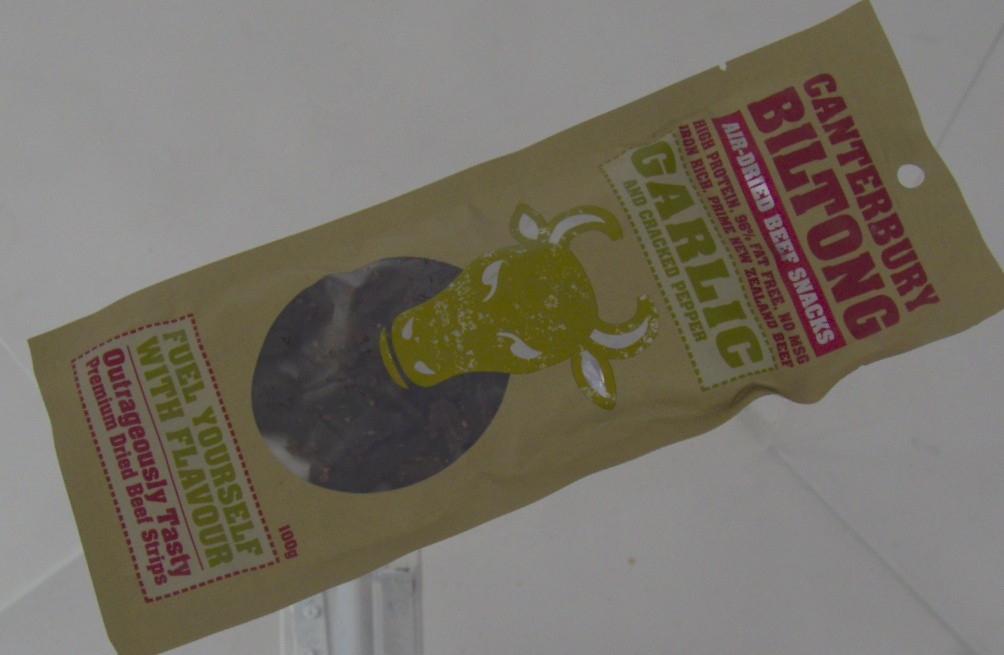 CANTERBURY
BILTONG
AIR-DRIED BEEF SNACKS
HIGH PROTEIN, 96% FAT FREE, NO MSG
IRON RICH, PRIME NEW ZEALAND BEEF
GARLIC
AND CRACKED PEPPER
100g
FUEL YOURSELF
WITH FLAVOUR
Outrageously Tasty
Premium Dried Beef Strips